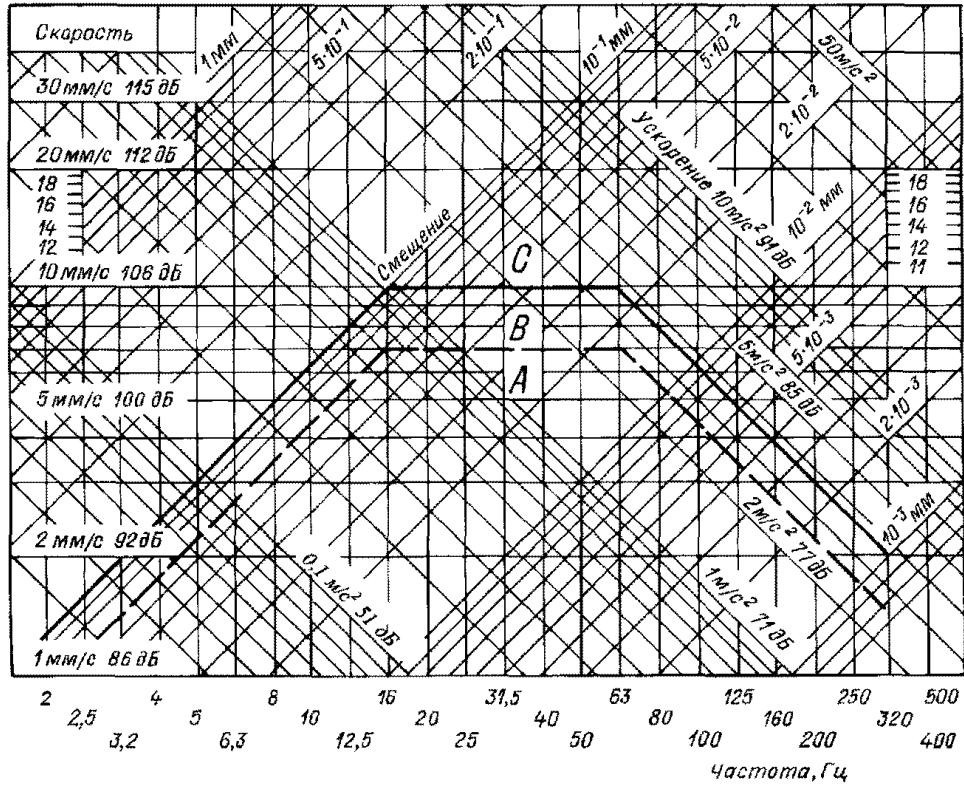 Скорость
1 мм
5·10⁻¹
2·10⁻¹
10⁻¹ мм
5·10⁻²
50 м/с²
2·10⁻²
30 мм/с 115 дБ
20 мм/с 112 дБ
Ускорение 10 м/с² 91 дБ
10⁻² мм
18
16
14
12
18
16
14
12
11
10 мм/с 106 дБ
Смещение
C
B
A
5·10⁻³
5 м/с² 85 дБ
2·10⁻³
5 мм/с 100 дБ
10⁻³ мм
2 мм/с 92 дБ
0,1 м/с² 51 дБ
2 м/с² 77 дБ
1 м/с² 71 дБ
1 мм/с 86 дБ
2 4 8 16 31,5 63 125 250 500
2,5 5 10 20 40 80 160 320
3,2 6,3 12,5 25 50 100 200 400
Частота, Гц